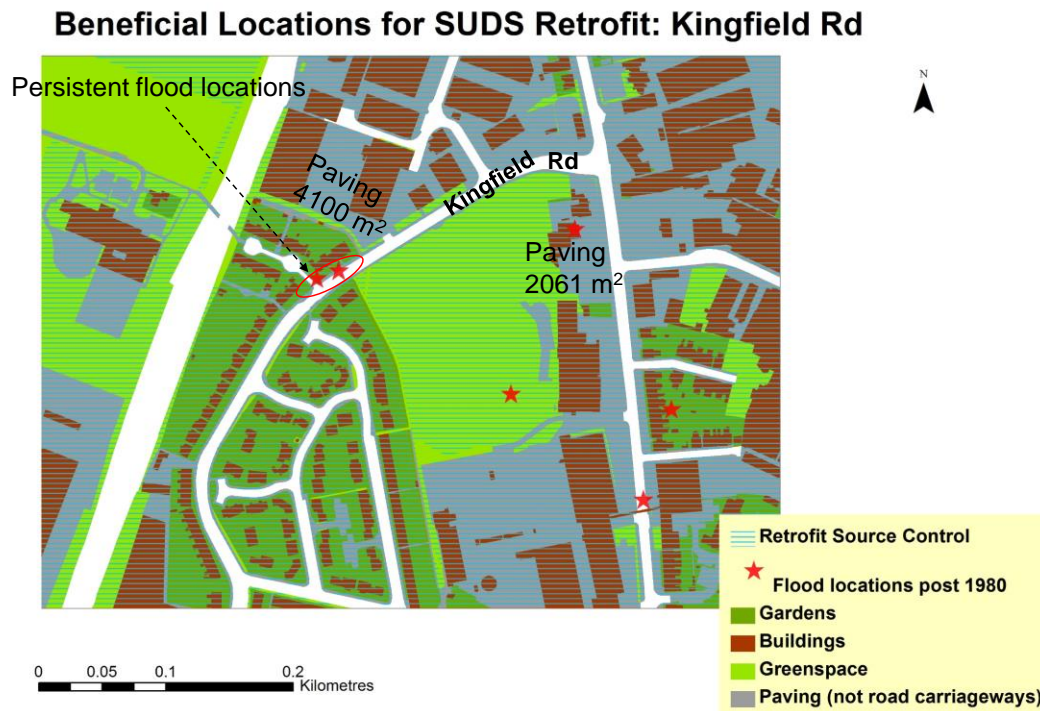 Beneficial Locations for SUDS Retrofit: Kingfield Rd
Persistent flood locations
N
Paving
4100 m²
Kingfield Rd
Paving
2061 m²
Retrofit Source Control
Flood locations post 1980
Gardens
Buildings
Greenspace
Paving (not road carriageways)
0 0.05 0.1 0.2
Kilometres